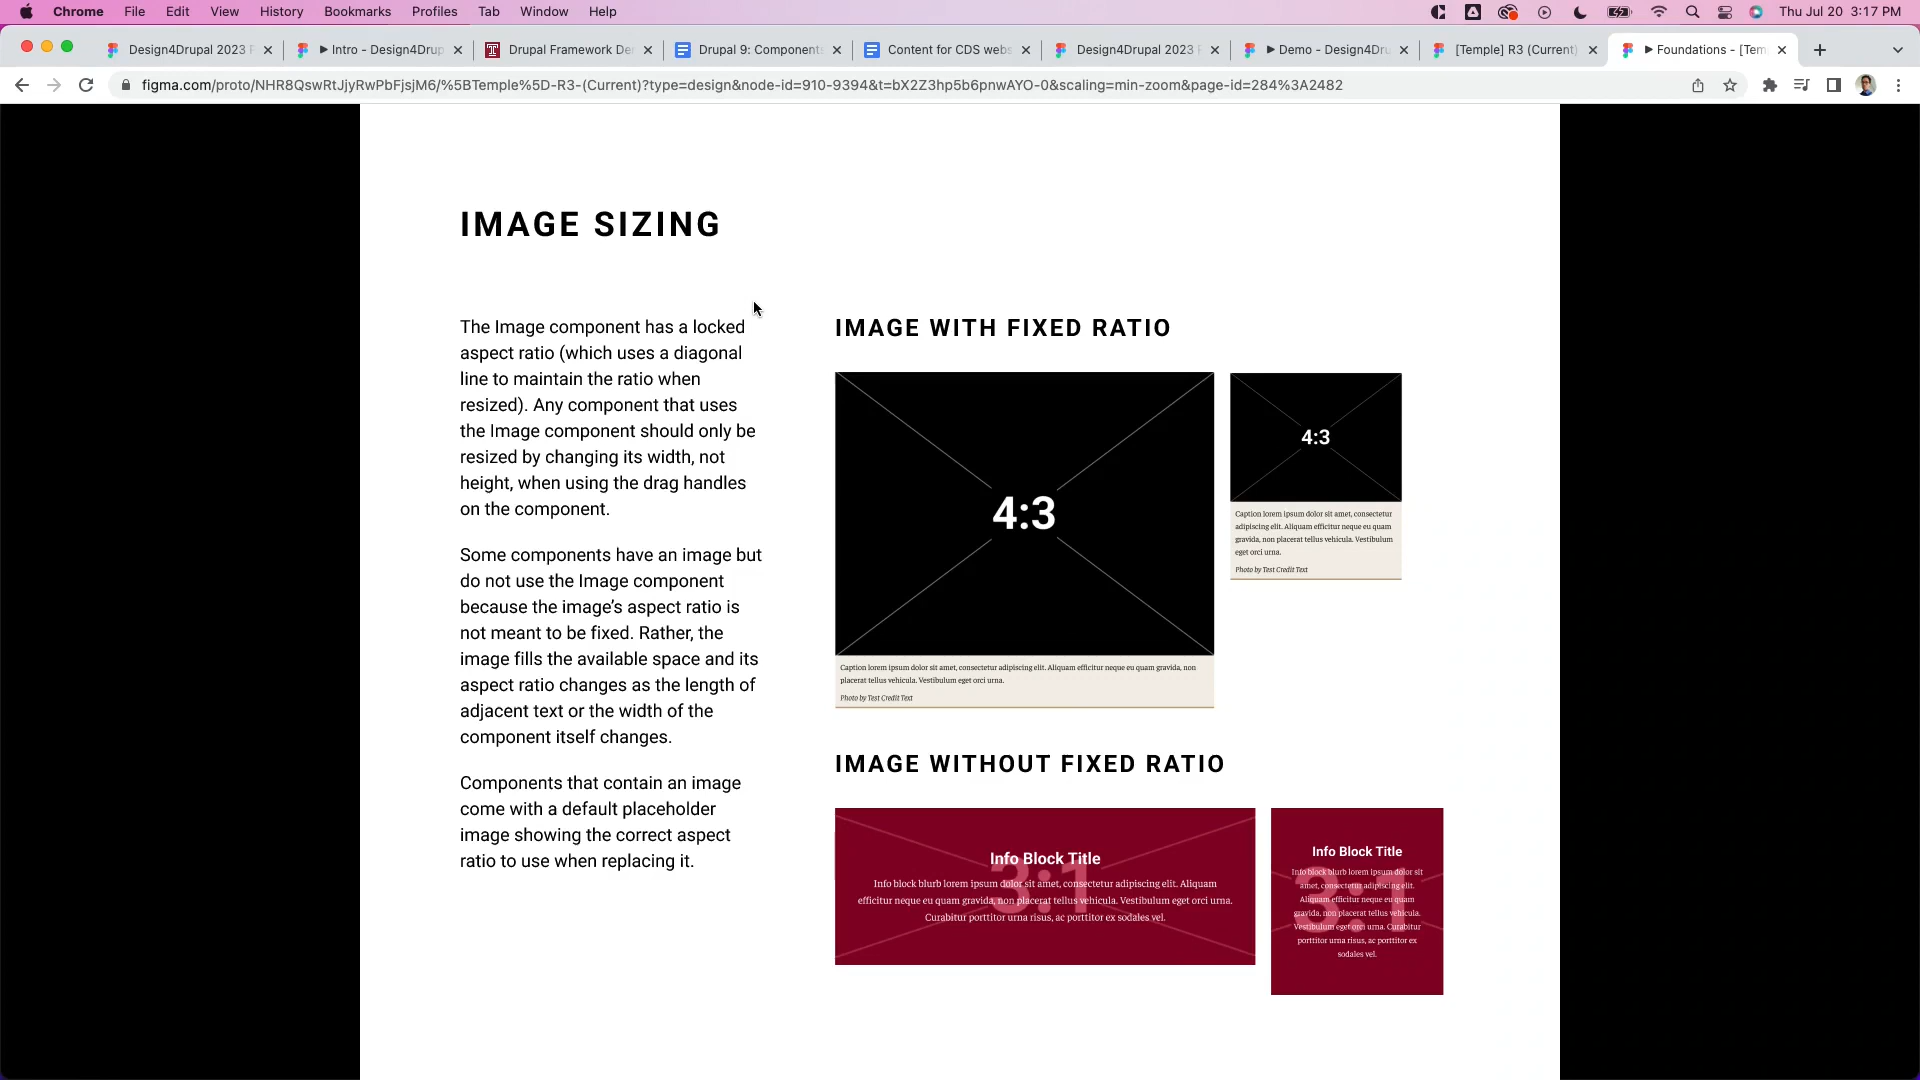 Chrome File Edit View History Bookmarks Profiles Tab Window Help Thu Jul 20 3:17 PM
Design4Drupal 2023 Intro - Design4Drup Drupal Framework De Drupal 9: Component Content for CDS webs Design4Drupal 2023 Demo - Design4Dru [Temple] R3 (Current) Foundations - [Tem
figma.com/proto/NHR8QswRtJjyRwPbFjsjM6/%5BTemple%5D-R3-(Current)?type=design&node-id=910-9394&t=bX2Z3hp5b6pnwAYO-0&scaling=min-zoom&page-id=284%3A2482
IMAGE SIZING
The Image component has a locked
aspect ratio (which uses a diagonal
line to maintain the ratio when
resized). Any component that uses
the Image component should only be
resized by changing its width, not
height, when using the drag handles
on the component.
Some components have an image but
do not use the Image component
because the image’s aspect ratio is
not meant to be fixed. Rather, the
image fills the available space and its
aspect ratio changes as the length of
adjacent text or the width of the
component itself changes.
Components that contain an image
come with a default placeholder
image showing the correct aspect
ratio to use when replacing it.
IMAGE WITH FIXED RATIO
4:3
Caption lorem ipsum dolor sit amet, consectetur adipiscing elit. Aliquam efficitur neque eu quam gravida, non
placerat tellus vehicula. Vestibulum eget orci urna.
Photo by Test Credit Text
4:3
Caption lorem ipsum dolor sit amet, consectetur
adipiscing elit. Aliquam efficitur neque eu quam
gravida, non placerat tellus vehicula. Vestibulum
eget orci urna.
Photo by Test Credit Text
IMAGE WITHOUT FIXED RATIO
3:1
Info Block Title
Info block blurb lorem ipsum dolor sit amet, consectetur adipiscing elit. Aliquam
efficitur neque eu quam gravida, non placerat tellus vehicula. Vestibulum eget orci urna.
Curabitur porttitor urna risus, ac porttitor ex sodales vel.
3:1
Info Block Title
Info block blurb lorem ipsum dolor sit
amet, consectetur adipiscing elit.
Aliquam efficitur neque eu quam
gravida, non placerat tellus vehicula.
Vestibulum eget orci urna. Curabitur
porttitor urna risus, ac porttitor ex
sodales vel.